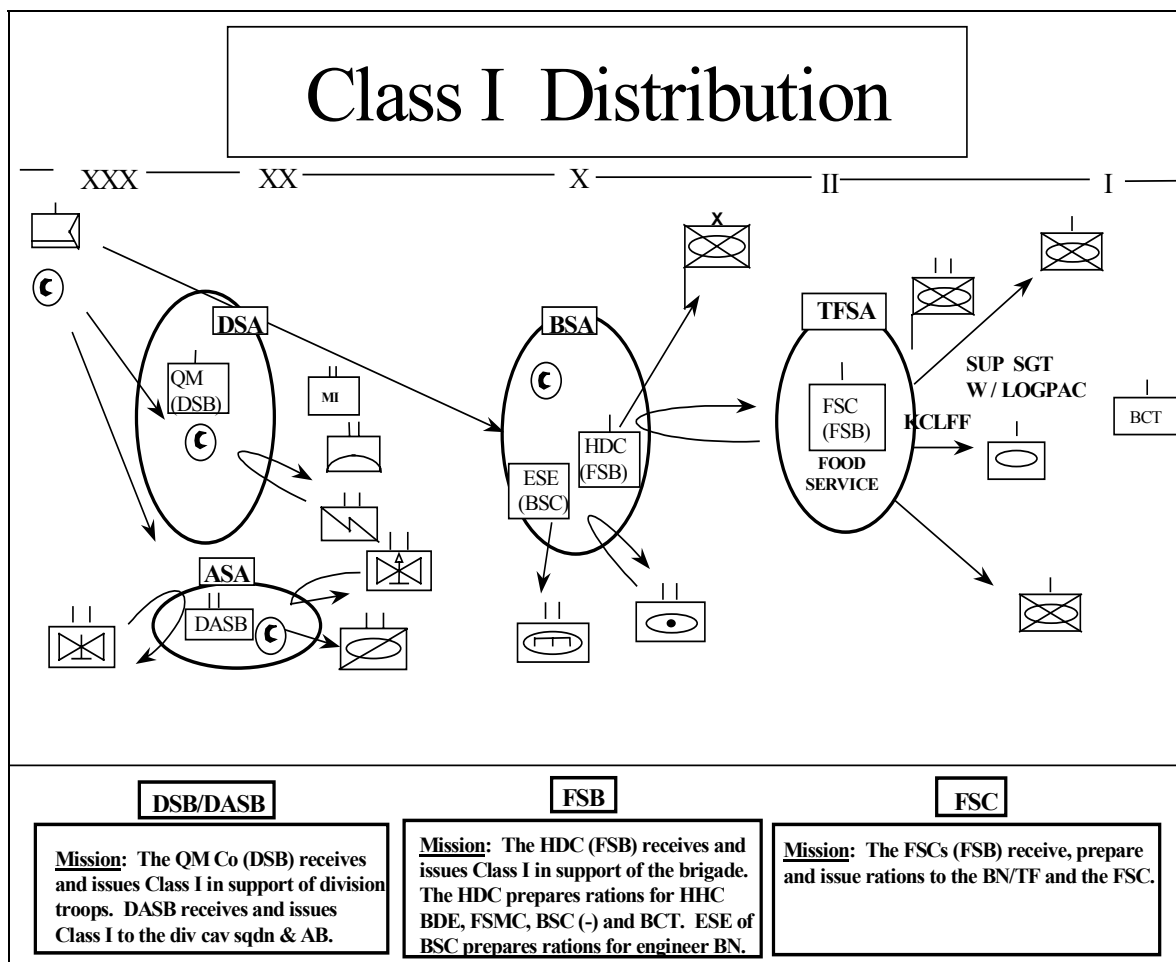 Class I Distribution
XXX XX X II I
X
DSA
BSA
TFSA
QM
(DSB)
MI
SUP SGT
W / LOGPAC
FSC
(FSB)
KCLFF
BCT
HDC
(FSB)
FOOD
SERVICE
ESE
(BSC)
ASA
DASB
DSB/DASB
Mission: The QM Co (DSB) receives
and issues Class I in support of division
troops. DASB receives and issues
Class I to the div cav sqdn & AB.
FSB
Mission: The HDC (FSB) receives and
issues Class I in support of the brigade.
The HDC prepares rations for HHC
BDE, FSMC, BSC (-) and BCT. ESE of
BSC prepares rations for engineer BN.
FSC
Mission: The FSCs (FSB) receive, prepare
and issue rations to the BN/TF and the FSC.